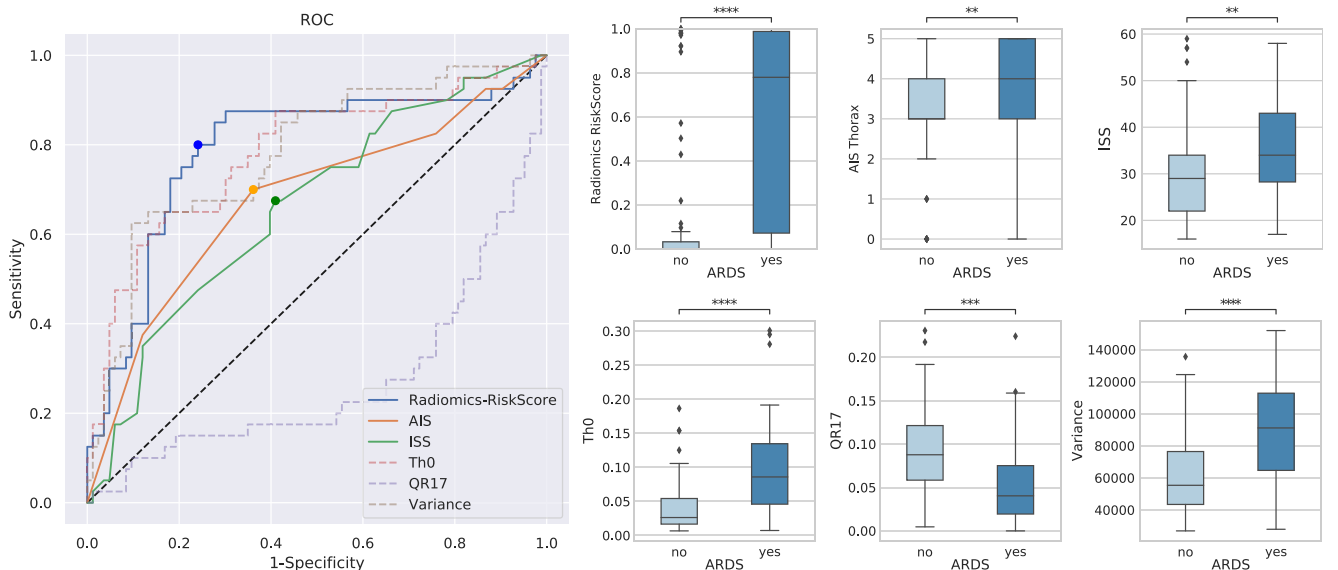 ROC
Sensitivity
1.0
0.8
0.6
0.4
0.2
0.0
0.0 0.2 0.4 0.6 0.8 1.0
1-Specificity
Radiomics-RiskScore
AIS
ISS
Th0
QR17
Variance
****
Radiomics RiskScore
1.0
0.8
0.6
0.4
0.2
0.0
no yes
ARDS
**
AIS Thorax
5
4
3
2
1
0
no yes
ARDS
**
ISS
60
50
40
30
20
no yes
ARDS
****
Th0
0.30
0.25
0.20
0.15
0.10
0.05
0.00
no yes
ARDS
***
QR17
0.20
0.15
0.10
0.05
0.00
no yes
ARDS
****
Variance
140000
120000
100000
80000
60000
40000
no yes
ARDS